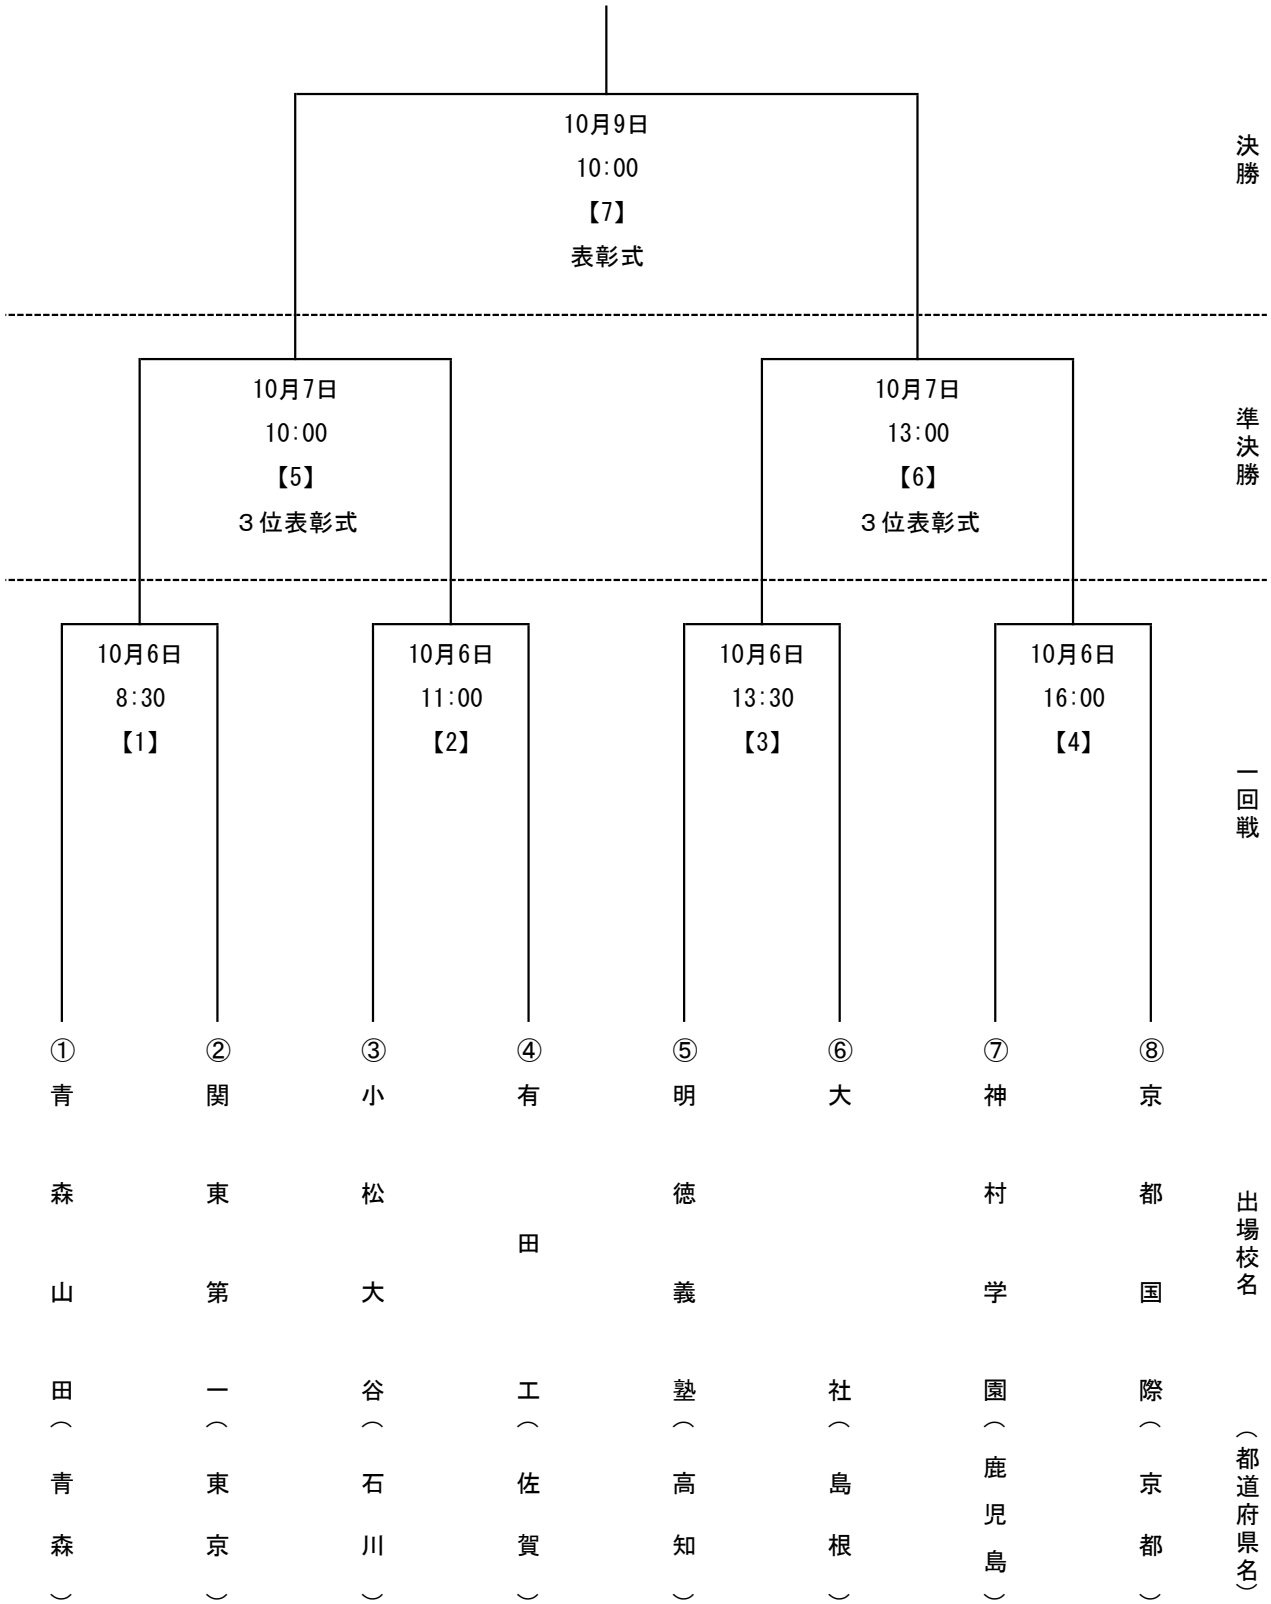 10月9日
10:00
【7】
表彰式
決勝
10月7日
10:00
【5】
３位表彰式
10月7日
13:00
【6】
３位表彰式
準決勝
10月6日
8:30
【1】
10月6日
11:00
【2】
10月6日
13:30
【3】
10月6日
16:00
【4】
一回戦
①青森山田（青森）
②関東第一（東京）
③小松大谷（石川）
④有田工（佐賀）
⑤明徳義塾（高知）
⑥大社（島根）
⑦神村学園（鹿児島）
⑧京都国際（京都）
出場校名（都道府県名）